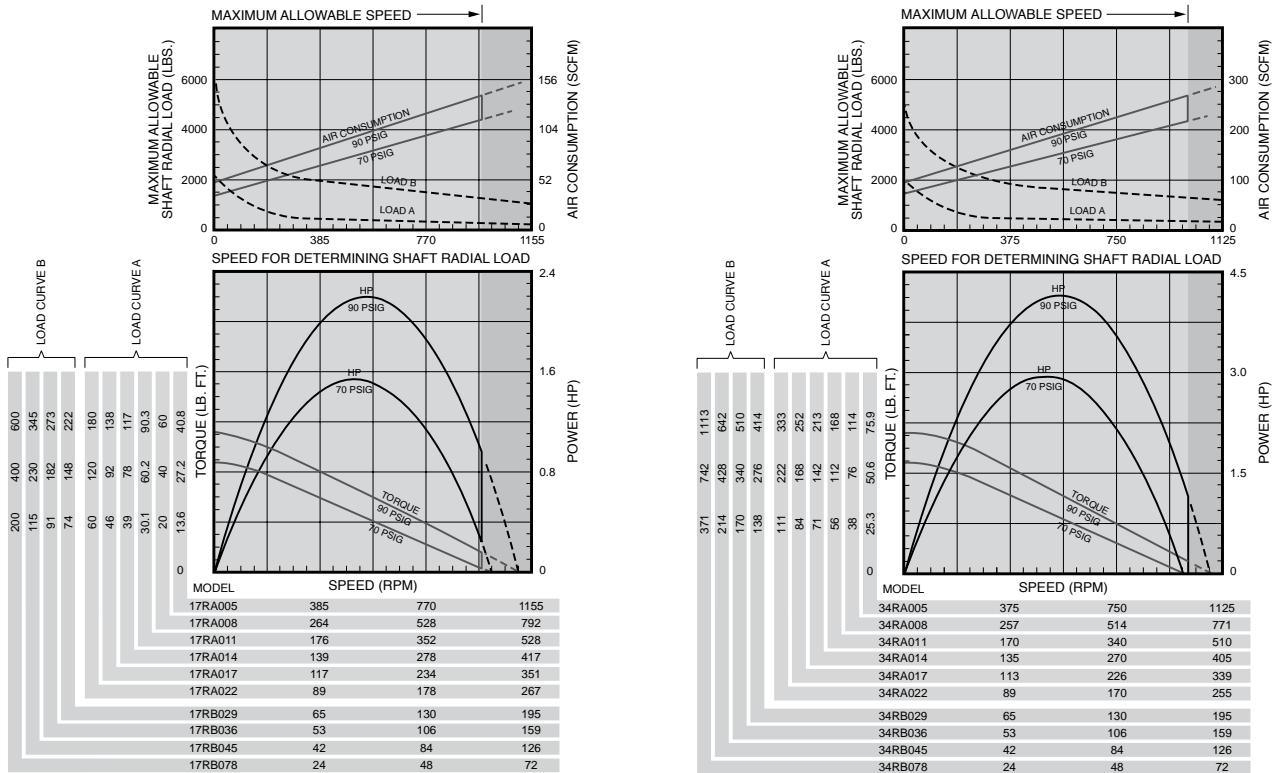 MAXIMUM ALLOWABLE SPEED
MAXIMUM ALLOWABLE
SHAFT RADIAL LOAD (LBS.)
6000
4000
2000
0
156
104
52
0
AIR CONSUMPTION (SCFM)
AIR CONSUMPTION
90 PSIG
70 PSIG
LOAD B
LOAD A
0 385 770 1155
SPEED FOR DETERMINING SHAFT RADIAL LOAD
LOAD CURVE B
LOAD CURVE A
600 345 273 222 180 138 117 90.3 60 40.8
400 230 182 148 120 92 78 60.2 40 27.2
200 115 91 74 60 46 39 30.1 20 13.6
0
TORQUE (LB. FT.)
2.4
1.6
0.8
0
POWER (HP)
HP
90 PSIG
HP
70 PSIG
TORQUE
90 PSIG
70 PSIG
MODEL SPEED (RPM)
17RA005 385 770 1155
17RA008 264 528 792
17RA011 176 352 528
17RA014 139 278 417
17RA017 117 234 351
17RA022 89 178 267
17RB029 65 130 195
17RB036 53 106 159
17RB045 42 84 126
17RB078 24 48 72
MAXIMUM ALLOWABLE SPEED
MAXIMUM ALLOWABLE
SHAFT RADIAL LOAD (LBS.)
6000
4000
2000
0
300
200
100
0
AIR CONSUMPTION (SCFM)
AIR CONSUMPTION
90 PSIG
70 PSIG
LOAD B
LOAD A
0 375 750 1125
SPEED FOR DETERMINING SHAFT RADIAL LOAD
LOAD CURVE B
LOAD CURVE A
1113 642 510 414 333 252 213 168 114 75.9
742 428 340 276 222 168 142 112 76 50.6
371 214 170 138 111 84 71 56 38 25.3
0
TORQUE (LB. FT.)
4.5
3.0
1.5
0
POWER (HP)
HP
90 PSIG
HP
70 PSIG
TORQUE
90 PSIG
70 PSIG
MODEL SPEED (RPM)
34RA005 375 750 1125
34RA008 257 514 771
34RA011 170 340 510
34RA014 135 270 405
34RA017 113 226 339
34RA022 89 170 255
34RB029 65 130 195
34RB036 53 106 159
34RB045 42 84 126
34RB078 24 48 72